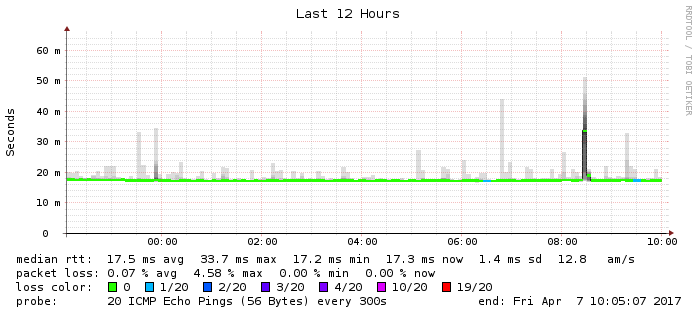 Last 12 Hours
RRDTOOL / TOBI OETIKER
Seconds
60 m
50 m
40 m
30 m
20 m
10 m
0
00:00 02:00 04:00 06:00 08:00 10:00
median rtt: 17.5 ms avg 33.7 ms max 17.2 ms min 17.3 ms now 1.4 ms sd 12.8 am/s
packet loss: 0.07 % avg 4.58 % max 0.00 % min 0.00 % now
loss color: 0 1/20 2/20 3/20 4/20 10/20 19/20
probe: 20 ICMP Echo Pings (56 Bytes) every 300s end: Fri Apr 7 10:05:07 2017